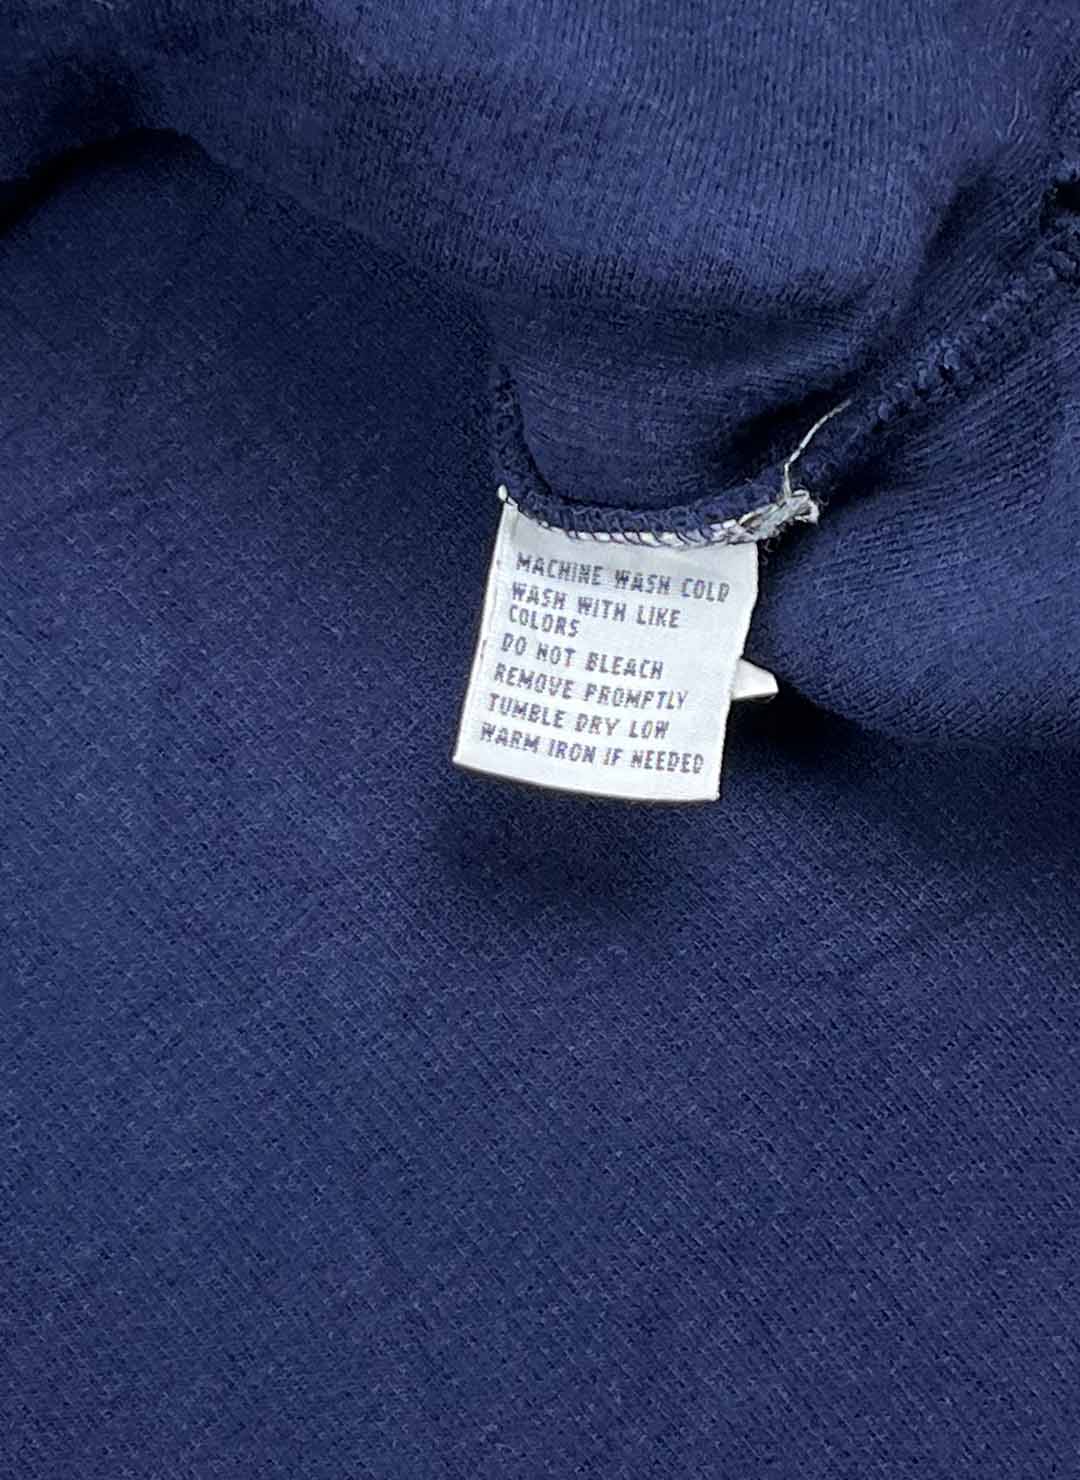 MACHINE WASH COLD
WASH WITH LIKE
COLORS
DO NOT BLEACH
REMOVE PROMPTLY
TUMBLE DRY LOW
WARM IRON IF NEEDED